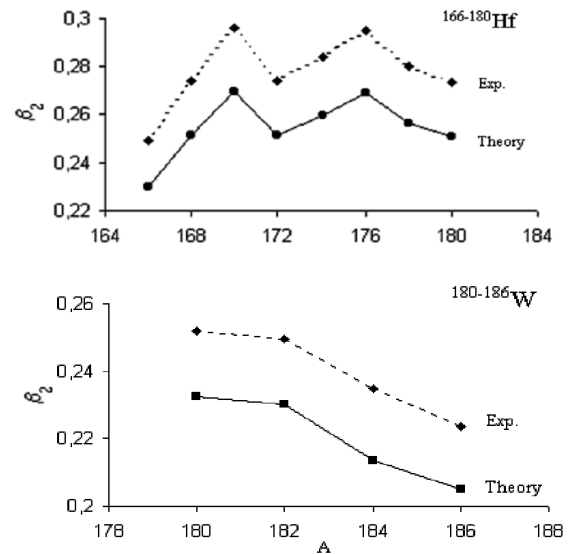 0,3
166-180Hf
0,28
Exp.
β2
0,26
Theory
0,24
0,22
164 168 172 176 180 184
0,26
180-186W
0,24
β2
Exp.
0,22
Theory
0,2
178 180 182 184 186 188
A